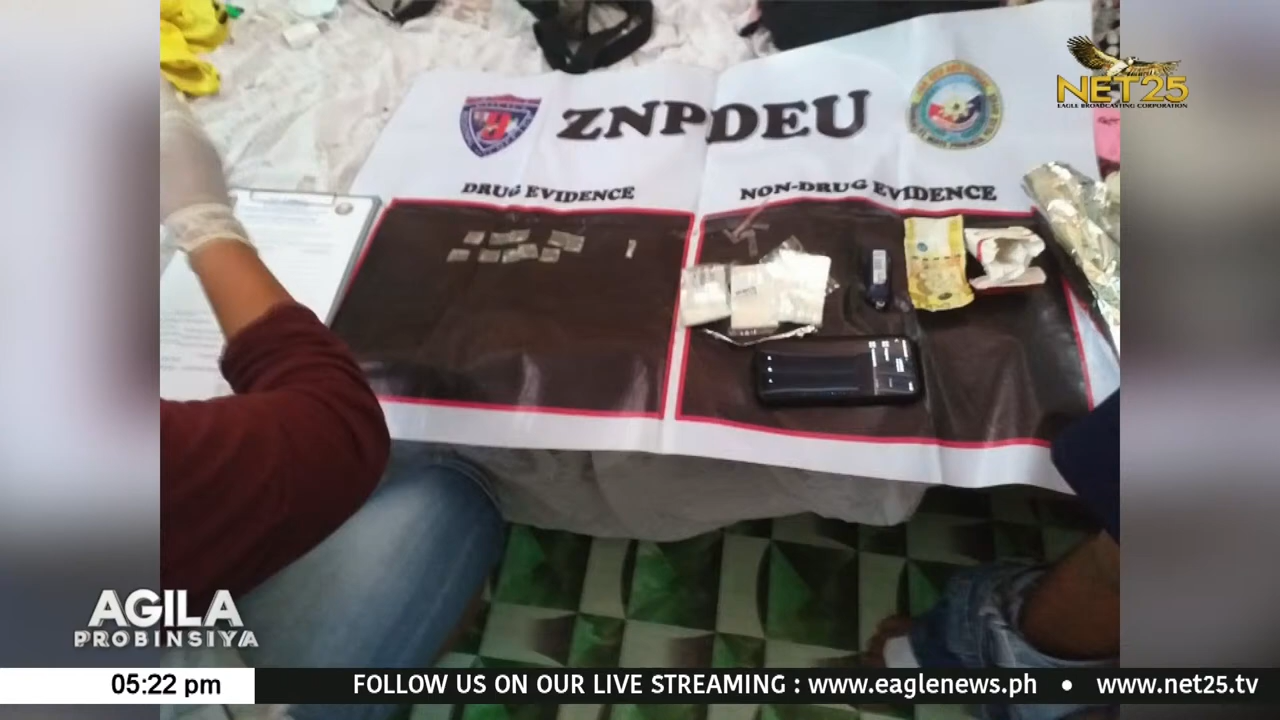 NET25
EAGLE BROADCASTING CORPORATION
ZNPDEU
DRUG EVIDENCE
NON-DRUG EVIDENCE
AGILA
PROBINSIYA
05:22 pm
FOLLOW US ON OUR LIVE STREAMING : www.eaglenews.ph • www.net25.tv